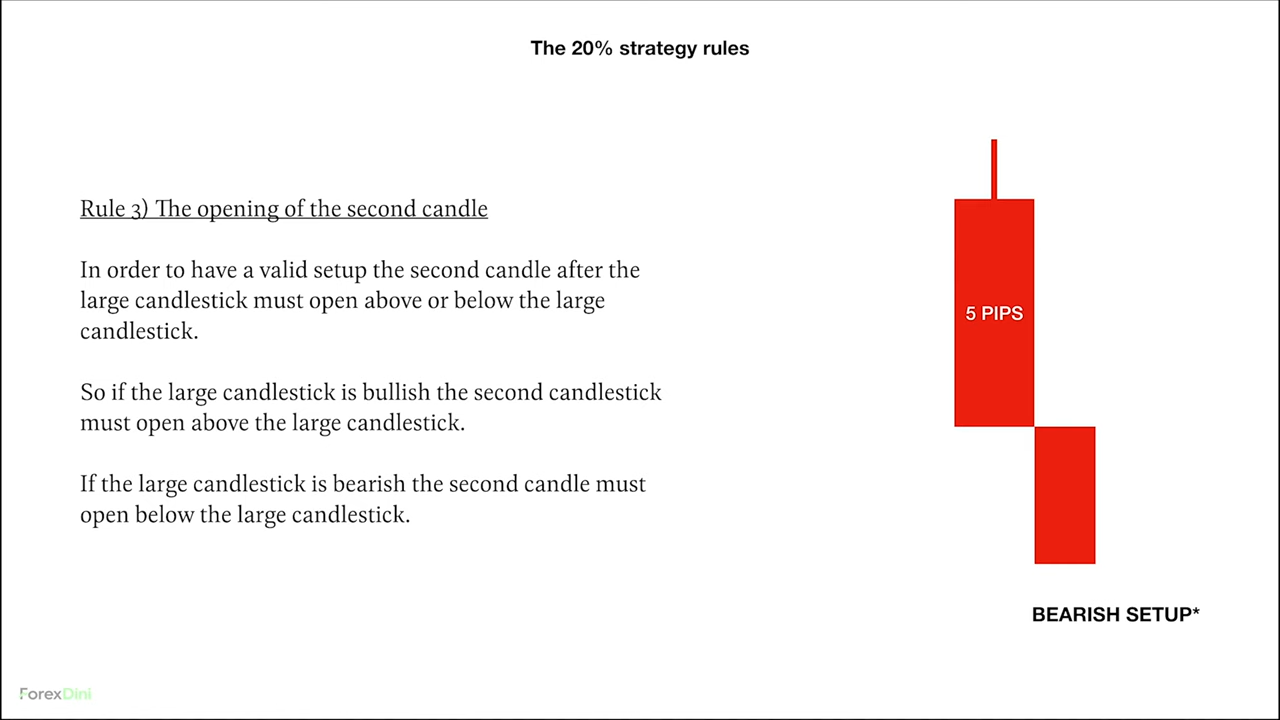 The 20% strategy rules
Rule 3) The opening of the second candle
In order to have a valid setup the second candle after the
large candlestick must open above or below the large
candlestick.
So if the large candlestick is bullish the second candlestick
must open above the large candlestick.
If the large candlestick is bearish the second candle must
open below the large candlestick.
5 PIPS
BEARISH SETUP*
ForexDini